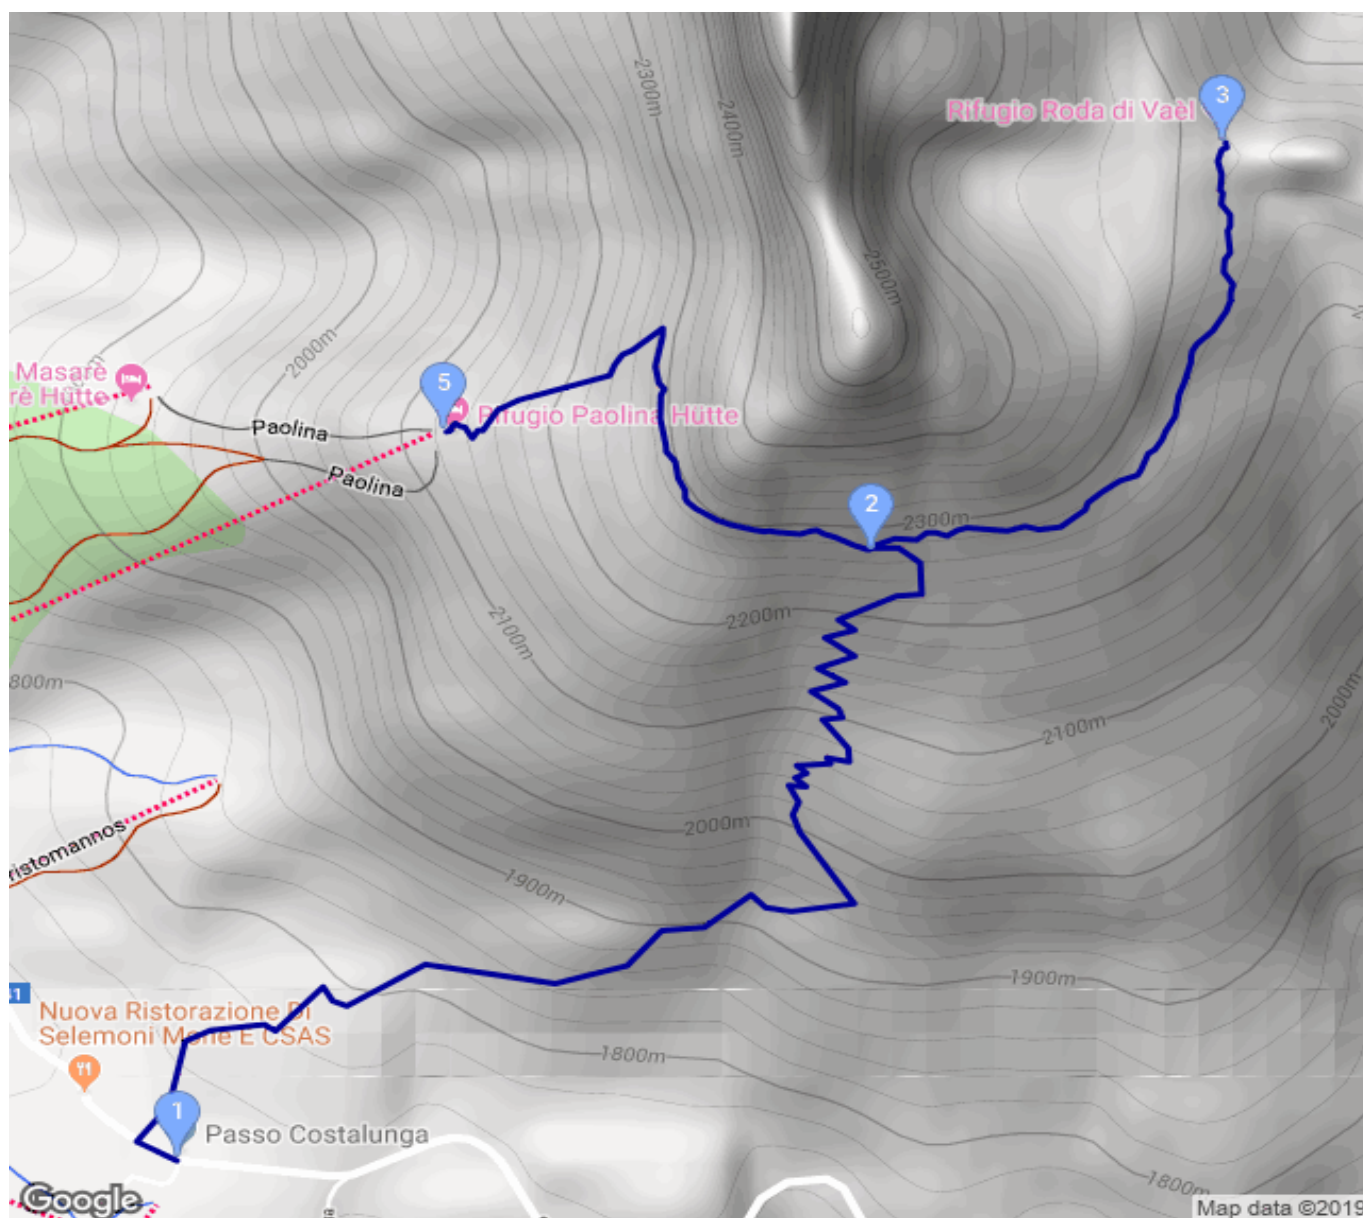 2300m
2400m
3
Rifugio Roda di Vaèl
2500m
2000m
Masarè
rè Hütte
5
Rifugio Paolina Hütte
Paolina
Paolina
2
2300m
2200m
2100m
800m
2000m
2100m
2000m
ristomannos
1900m
1900m
Nuova Ristorazione Di
Selemoni Mone E CSAS
1800m
1
Passo Costalunga
1800m
Google
Map data ©2019